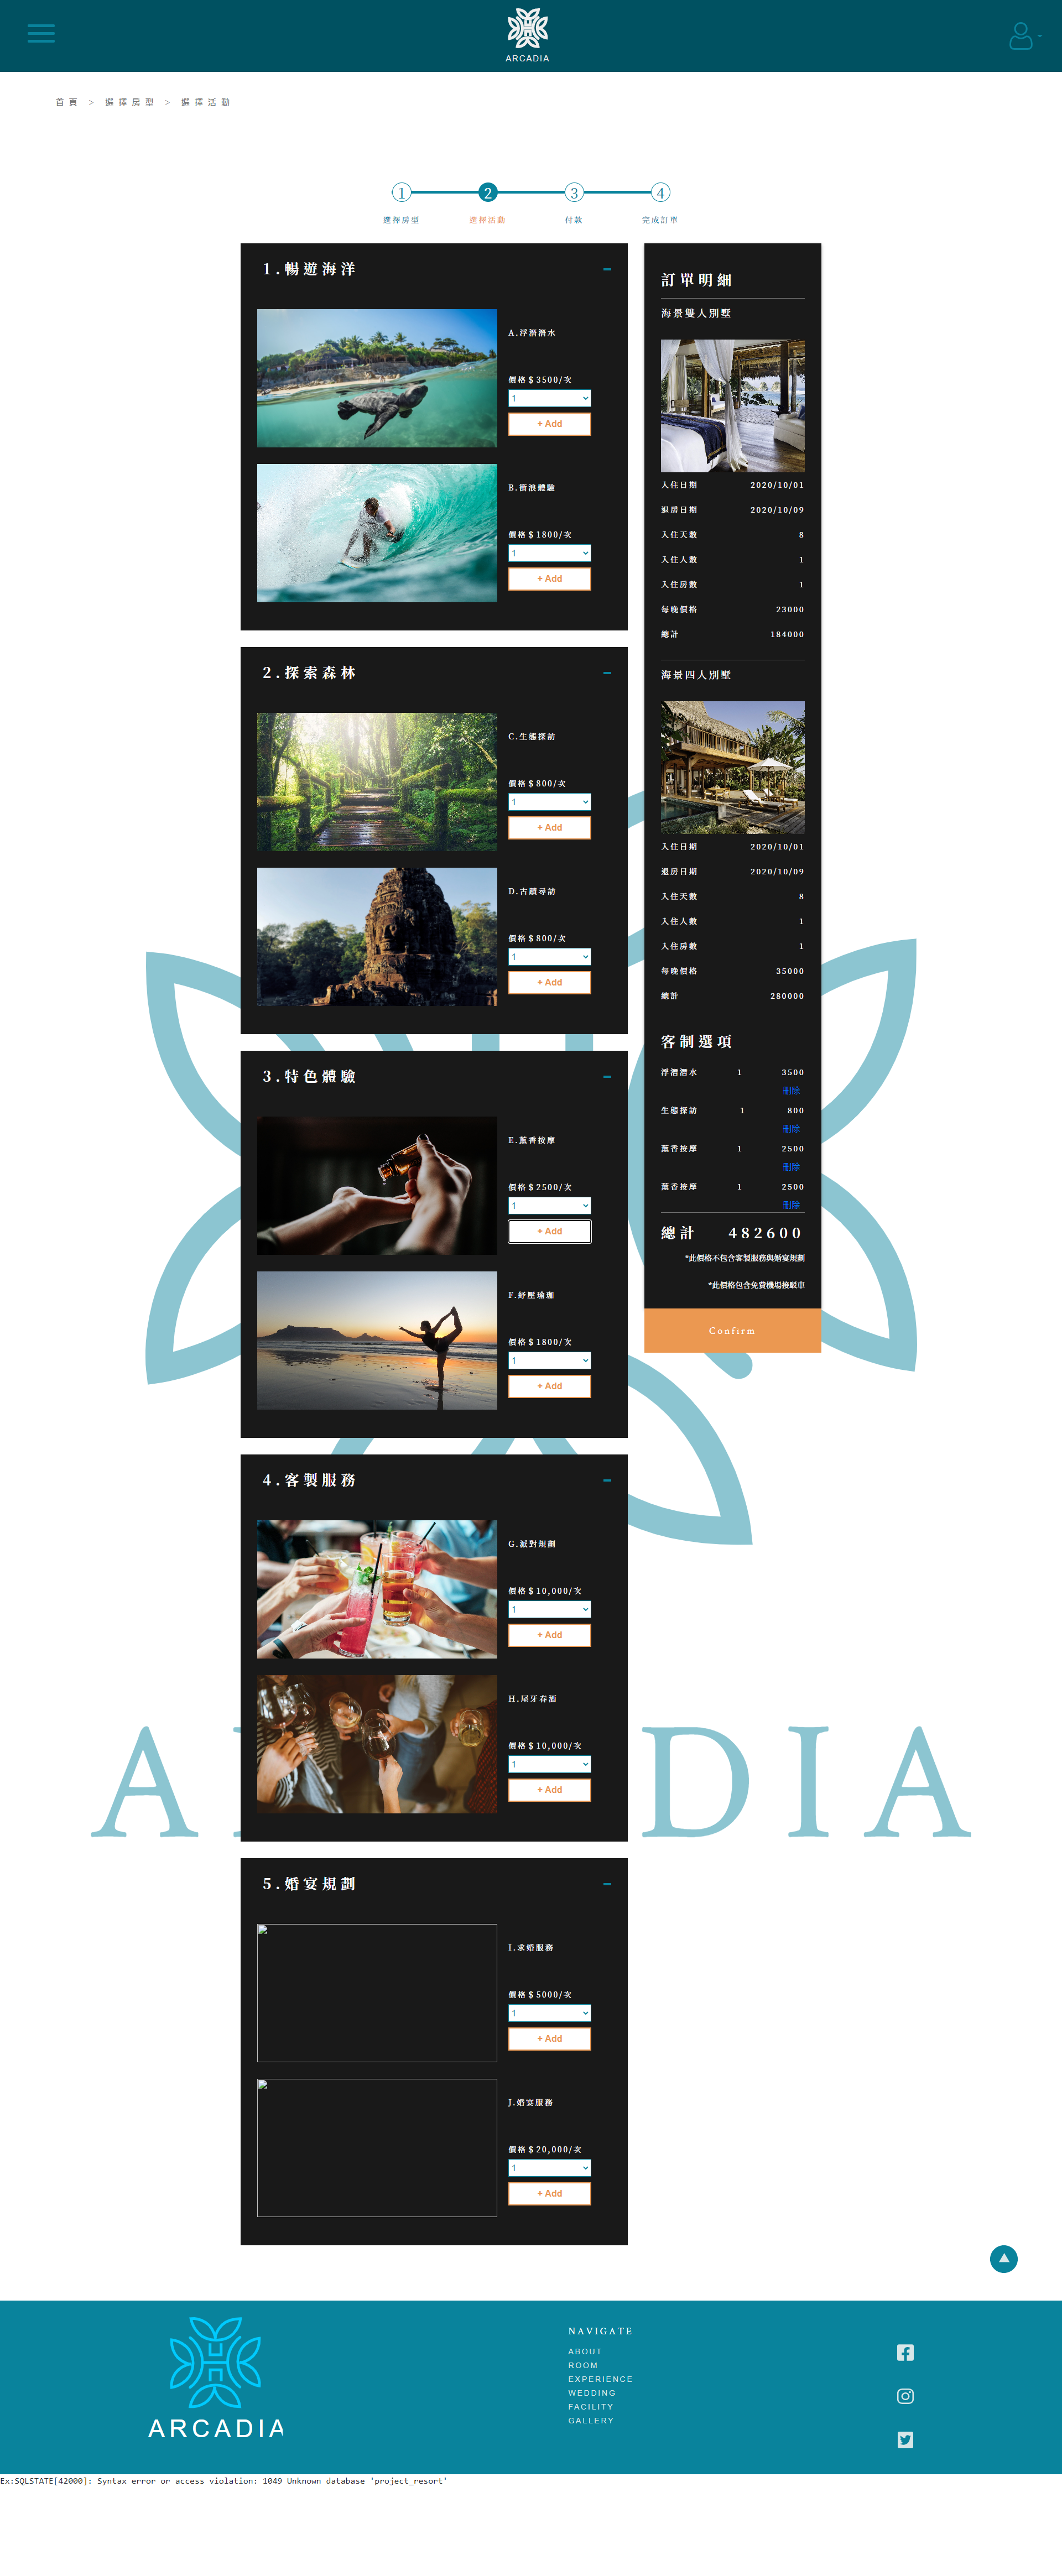 ARCADIA
首頁 > 選擇房型 > 選擇活動
1 2 3 4
選擇房型 選擇活動 付款 完成訂單
1.暢遊海洋
A.浮潛潛水
價格$3500/次
1
+ Add
B.衝浪體驗
價格$1800/次
1
+ Add
2.探索森林
C.生態探訪
價格$800/次
1
+ Add
D.古蹟尋訪
價格$800/次
1
+ Add
3.特色體驗
E.薰香按摩
價格$2500/次
1
+ Add
F.紓壓瑜珈
價格$1800/次
1
+ Add
4.客製服務
G.派對規劃
價格$10,000/次
1
+ Add
H.尾牙春酒
價格$10,000/次
1
+ Add
5.婚宴規劃
I.求婚服務
價格$5000/次
1
+ Add
J.婚宴服務
價格$20,000/次
1
+ Add
訂單明細
海景雙人別墅
入住日期 2020/10/01
退房日期 2020/10/09
入住天數 8
入住人數 1
入住房數 1
每晚價格 23000
總計 184000
海景四人別墅
入住日期 2020/10/01
退房日期 2020/10/09
入住天數 8
入住人數 1
入住房數 1
每晚價格 35000
總計 280000
客制選項
浮潛潛水 1 3500
刪除
生態探訪 1 800
刪除
薰香按摩 1 2500
刪除
薰香按摩 1 2500
刪除
總計 482600
*此價格不包含客製服務與婚宴規劃
*此價格包含免費機場接駁車
Confirm
A DIA
ARCADIA
NAVIGATE
ABOUT
ROOM
EXPERIENCE
WEDDING
FACILITY
GALLERY
Ex:SQLSTATE[42000]: Syntax error or access violation: 1049 Unknown database 'project_resort'